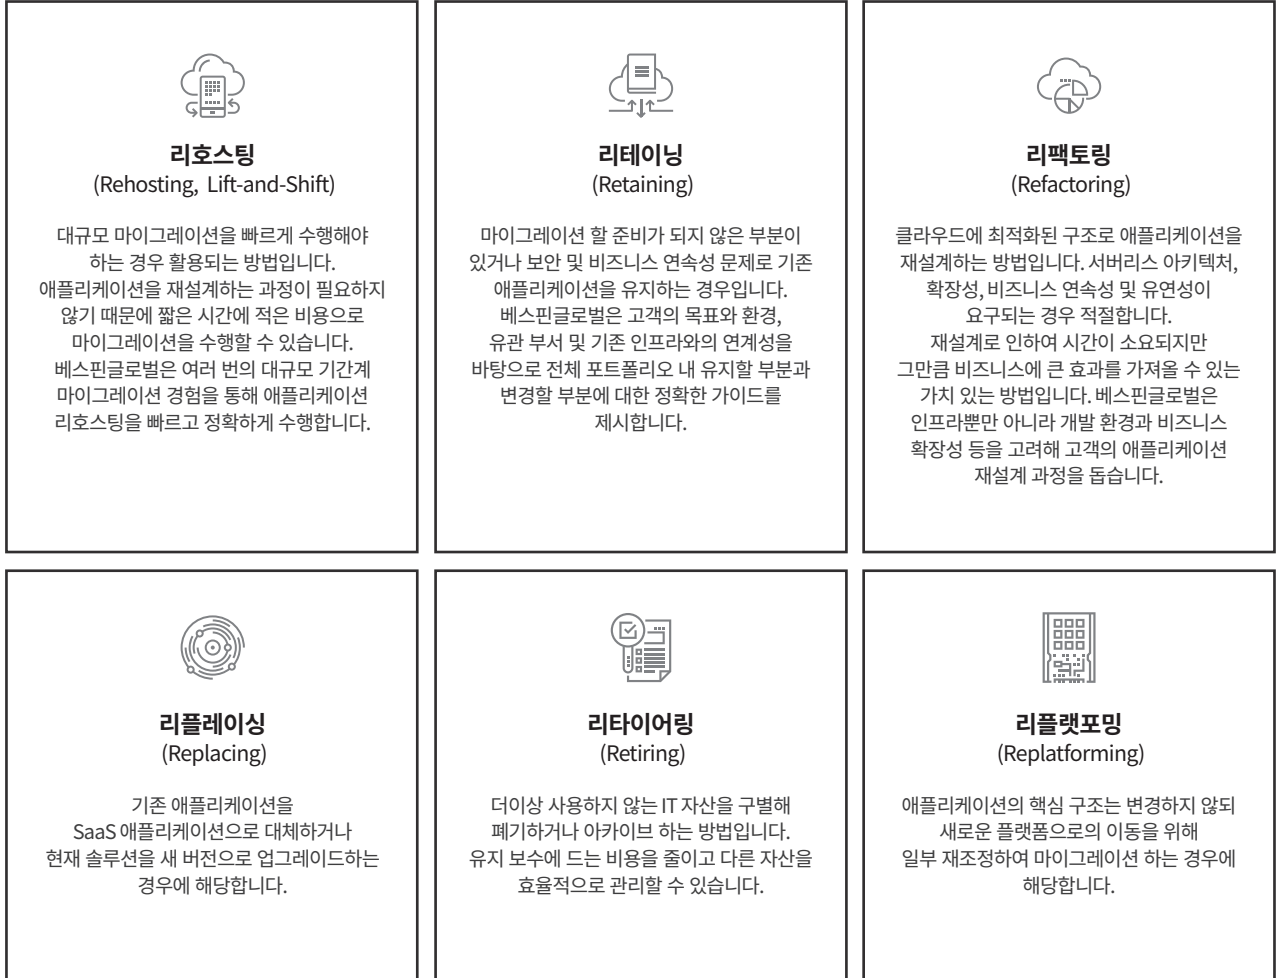 리호스팅
(Rehosting, Lift-and-Shift)
대규모 마이그레이션을 빠르게 수행해야
하는 경우 활용되는 방법입니다.
애플리케이션을 재설계하는 과정이 필요하지
않기 때문에 짧은 시간에 적은 비용으로
마이그레이션을 수행할 수 있습니다.
베스핀글로벌은 여러 번의 대규모 기간계
마이그레이션 경험을 통해 애플리케이션
리호스팅을 빠르고 정확하게 수행합니다.
리테이닝
(Retaining)
마이그레이션 할 준비가 되지 않은 부분이
있거나 보안 및 비즈니스 연속성 문제로 기존
애플리케이션을 유지하는 경우입니다.
베스핀글로벌은 고객의 목표와 환경,
유관 부서 및 기존 인프라와의 연계성을
바탕으로 전체 포트폴리오 내 유지할 부분과
변경할 부분에 대한 정확한 가이드를
제시합니다.
리팩토링
(Refactoring)
클라우드에 최적화된 구조로 애플리케이션을
재설계하는 방법입니다. 서버리스 아키텍처,
확장성, 비즈니스 연속성 및 유연성이
요구되는 경우 적절합니다.
재설계로 인하여 시간이 소요되지만
그만큼 비즈니스에 큰 효과를 가져올 수 있는
가치 있는 방법입니다. 베스핀글로벌은
인프라뿐만 아니라 개발 환경과 비즈니스
확장성 등을 고려해 고객의 애플리케이션
재설계 과정을 돕습니다.
리플레이싱
(Replacing)
기존 애플리케이션을
SaaS 애플리케이션으로 대체하거나
현재 솔루션을 새 버전으로 업그레이드하는
경우에 해당합니다.
리타이어링
(Retiring)
더이상 사용하지 않는 IT 자산을 구별해
폐기하거나 아카이브 하는 방법입니다.
유지 보수에 드는 비용을 줄이고 다른 자산을
효율적으로 관리할 수 있습니다.
리플랫포밍
(Replatforming)
애플리케이션의 핵심 구조는 변경하지 않되
새로운 플랫폼으로의 이동을 위해
일부 재조정하여 마이그레이션 하는 경우에
해당합니다.